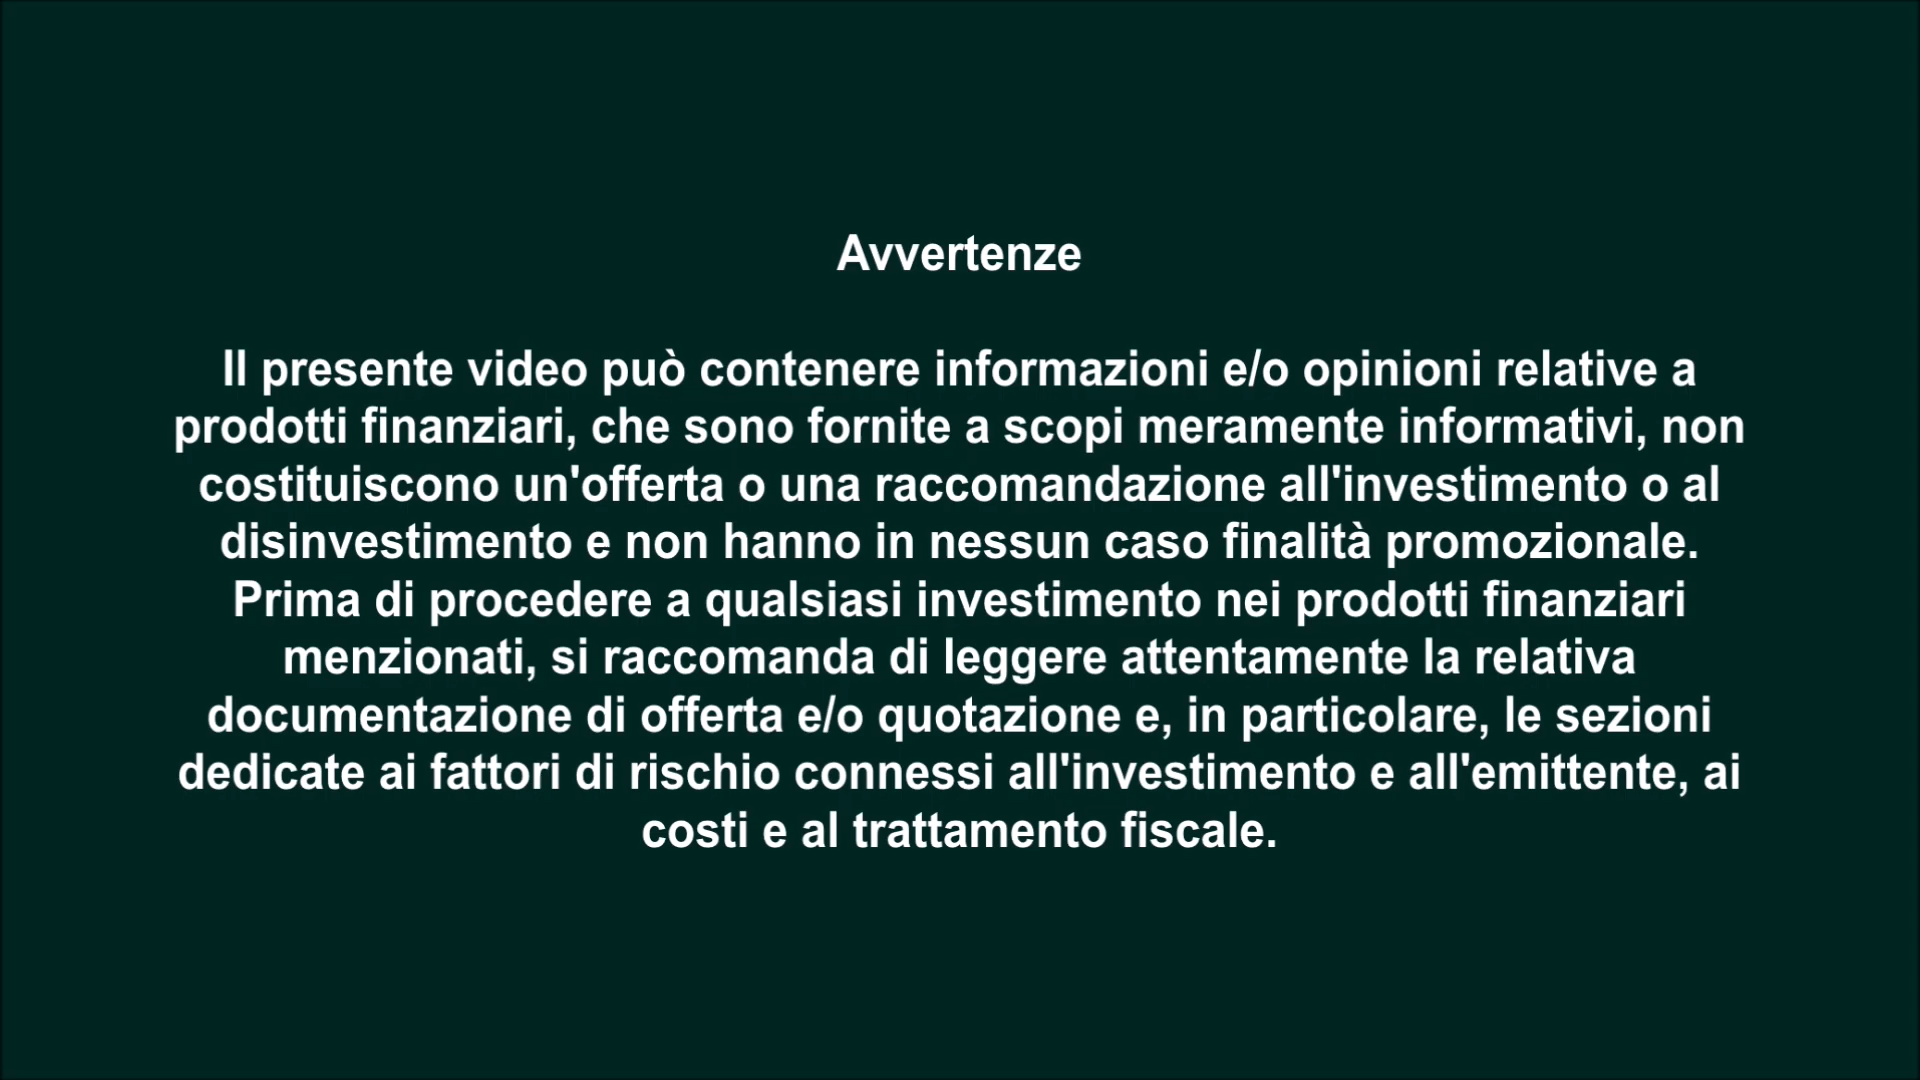 Avvertenze
Il presente video può contenere informazioni e/o opinioni relative a
prodotti finanziari, che sono fornite a scopi meramente informativi, non
costituiscono un'offerta o una raccomandazione all'investimento o al
disinvestimento e non hanno in nessun caso finalità promozionale.
Prima di procedere a qualsiasi investimento nei prodotti finanziari
menzionati, si raccomanda di leggere attentamente la relativa
documentazione di offerta e/o quotazione e, in particolare, le sezioni
dedicate ai fattori di rischio connessi all'investimento e all'emittente, ai
costi e al trattamento fiscale.